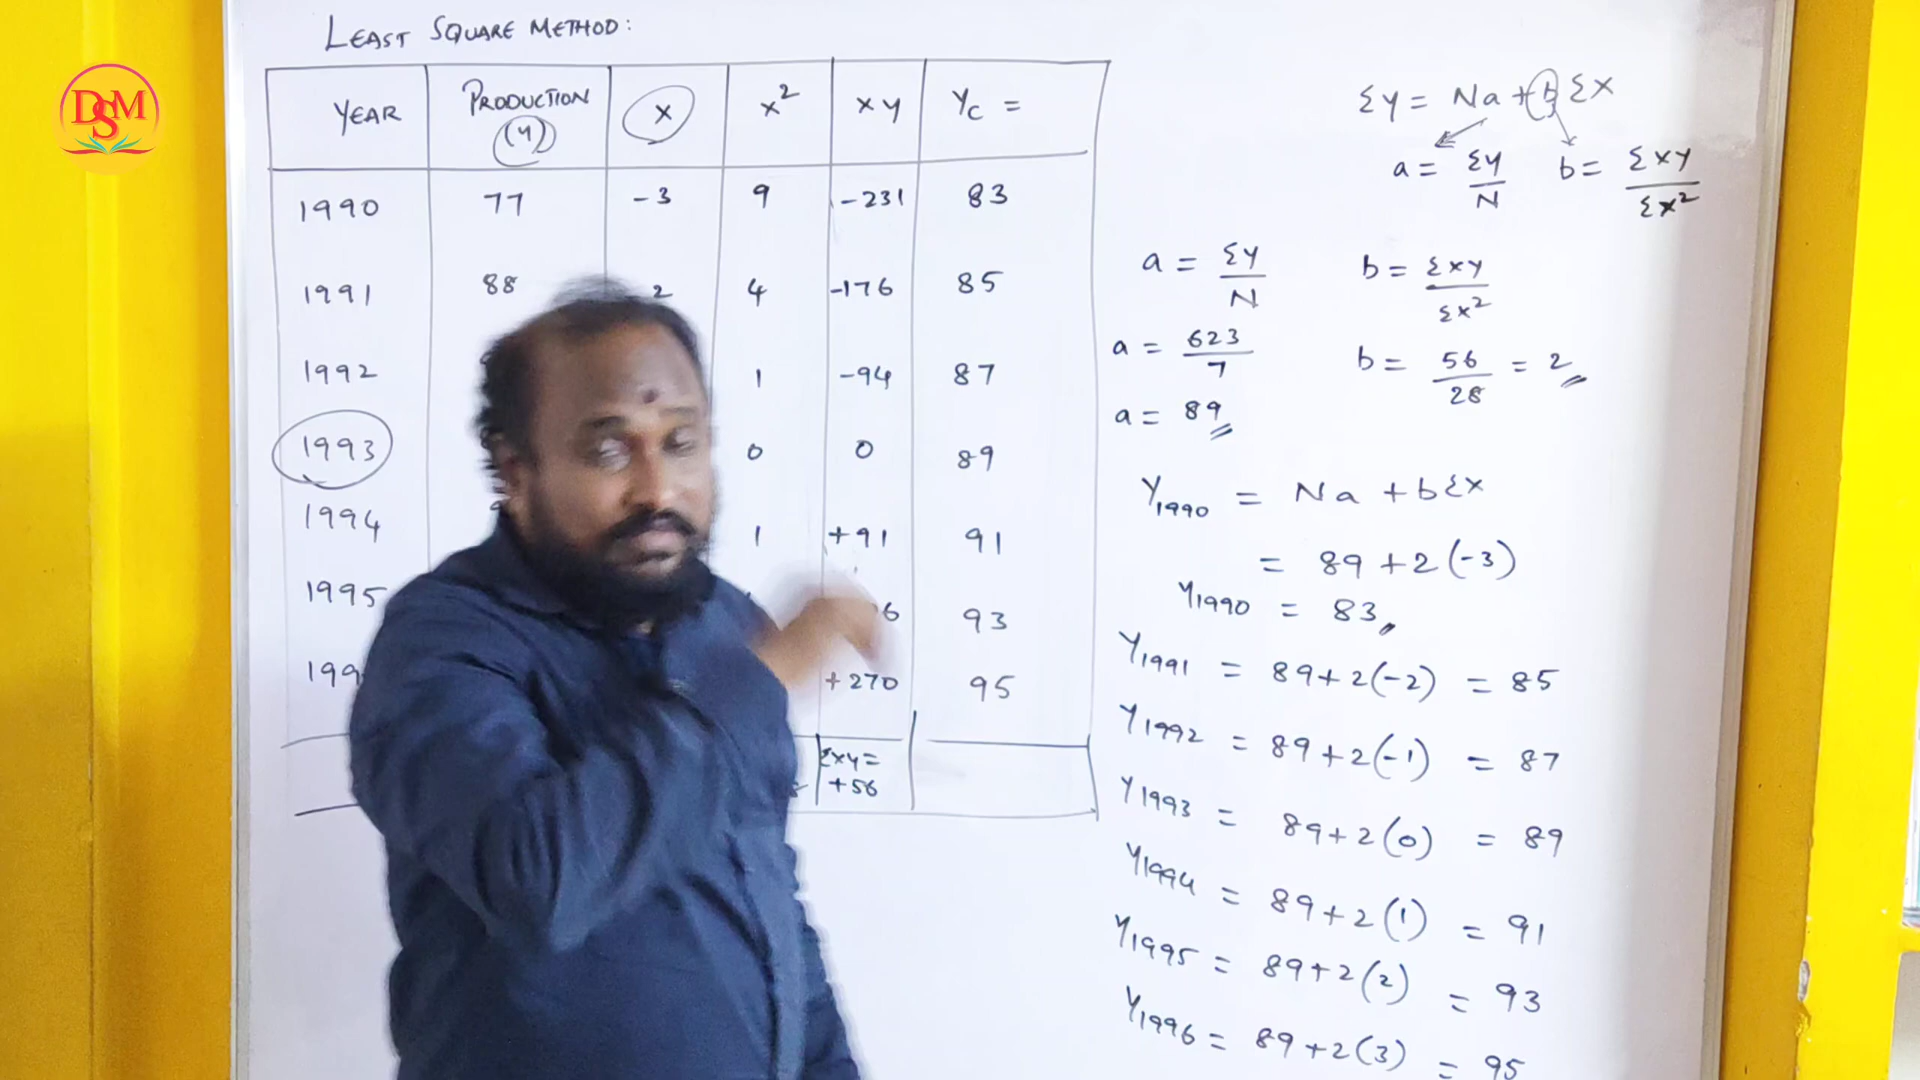 DSM
LEAST SQUARE METHOD:
YEAR PRODUCTION (y) x x² xy Yc =
1990 77 -3 9 -231 83
1991 88 2 4 -176 85
1992 1 -94 87
1993 0 0 89
1994 1 +91 91
1995 6 93
199 +270 95
Σxy =
+56
Σy = Na + b Σx
a = Σy/N b = Σxy/Σx²
a = Σy/N b = Σxy/Σx²
a = 623/7 b = 56/28 = 2
a = 89
Y1990 = Na + bΣx
= 89 + 2(-3)
Y1990 = 83,
Y1991 = 89+2(-2) = 85
Y1992 = 89+2(-1) = 87
Y1993 = 89+2(0) = 89
Y1994 = 89+2(1) = 91
Y1995 = 89+2(2) = 93
Y1996 = 89+2(3) = 95